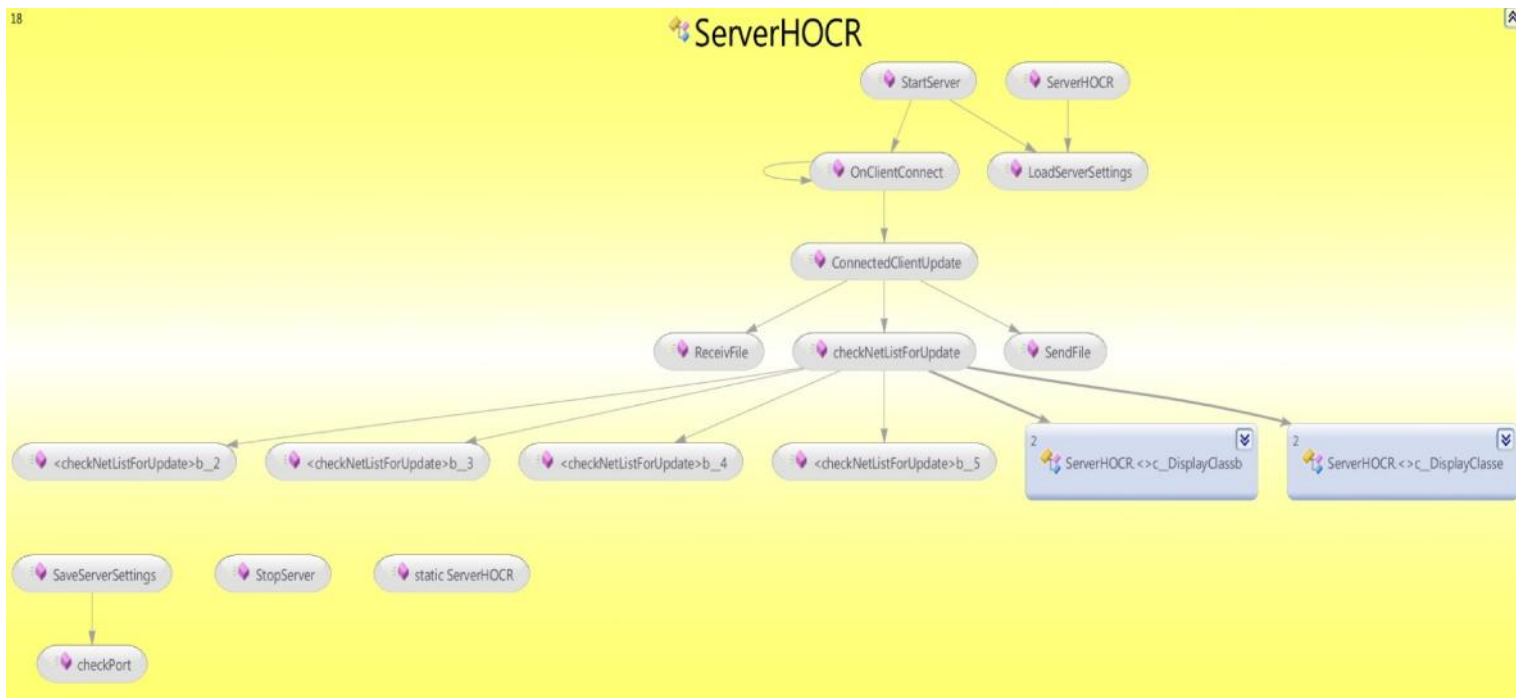 18
ServerHOCR
StartServer
ServerHOCR
OnClientConnect
LoadServerSettings
ConnectedClientUpdate
ReceivFile
checkNetListForUpdate
SendFile
<checkNetListForUpdate>b__2
<checkNetListForUpdate>b__3
<checkNetListForUpdate>b__4
<checkNetListForUpdate>b__5
2
ServerHOCR.<>c__DisplayClassb
2
ServerHOCR.<>c__DisplayClasse
SaveServerSettings
StopServer
static ServerHOCR
checkPort